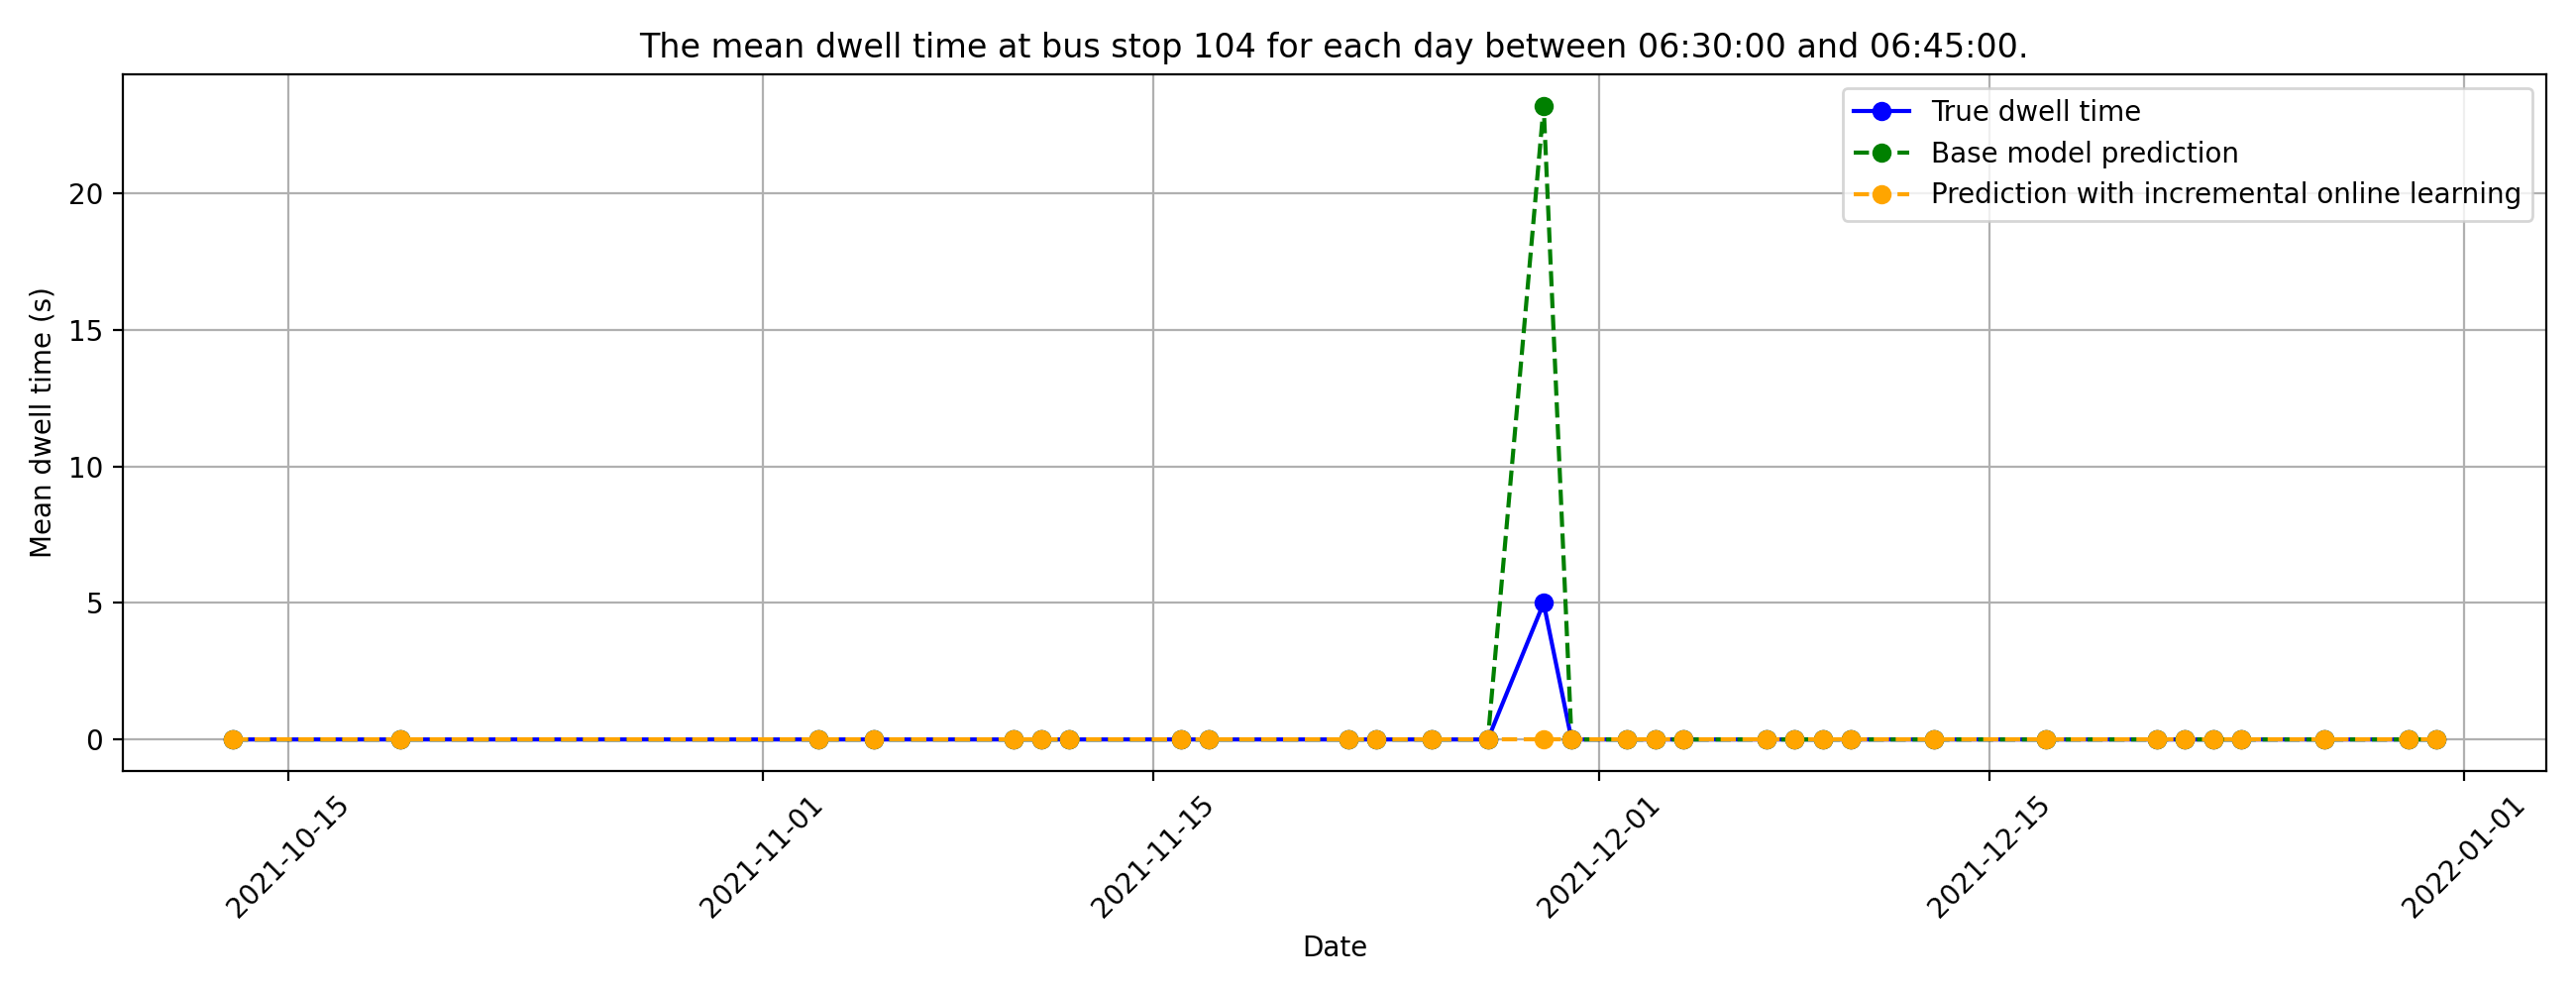 The mean dwell time at bus stop 104 for each day between 06:30:00 and 06:45:00.
True dwell time
Base model prediction
Prediction with incremental online learning
Mean dwell time (s)
20
15
10
5
0
2021-10-15
2021-11-01
2021-11-15
2021-12-01
2021-12-15
2022-01-01
Date